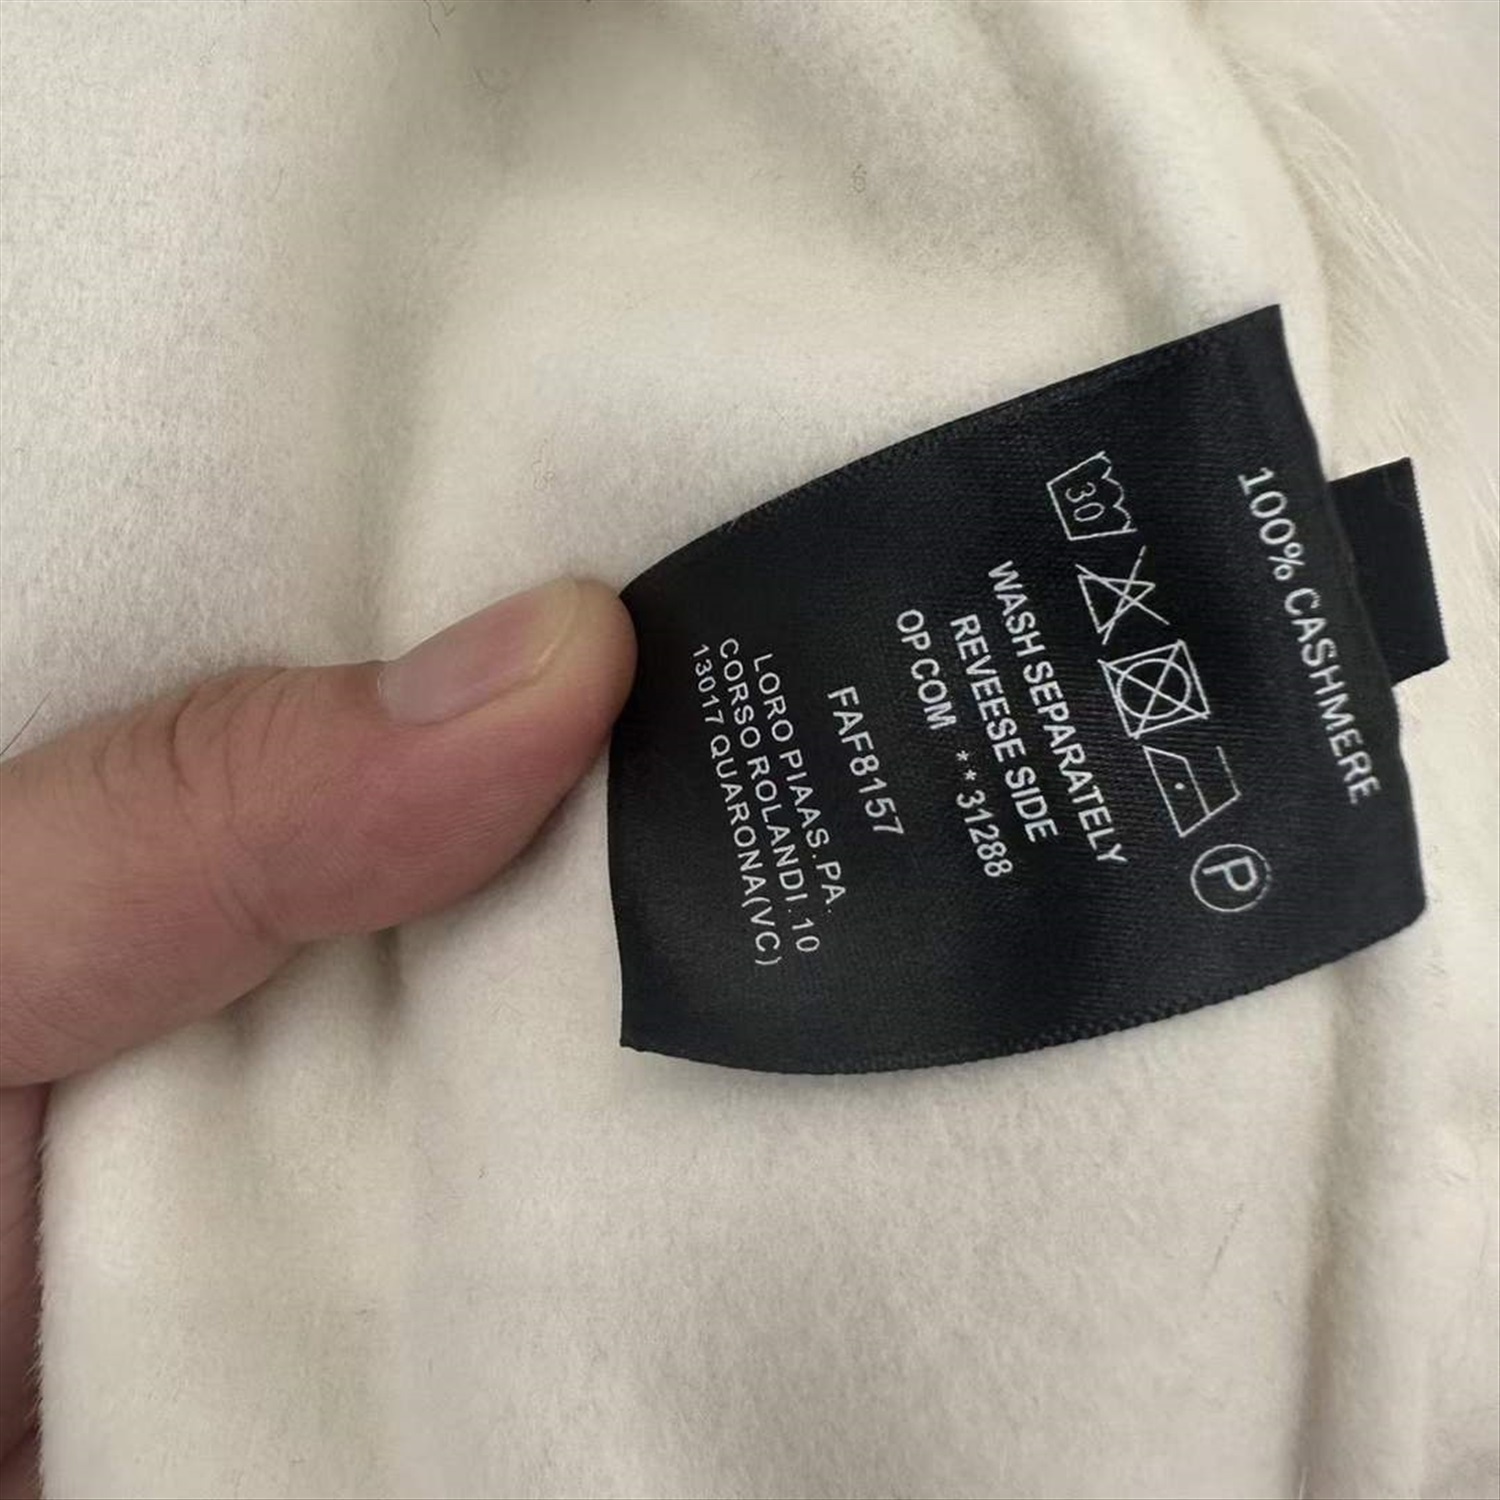 100% CASHMERE
30
P
WASH SEPARATELY
REVEESE SIDE
OP COM **31288
FAF8157
LORO PIAAS.PA.
CORSO ROLANDI.10
13017 QUARONA(VC)